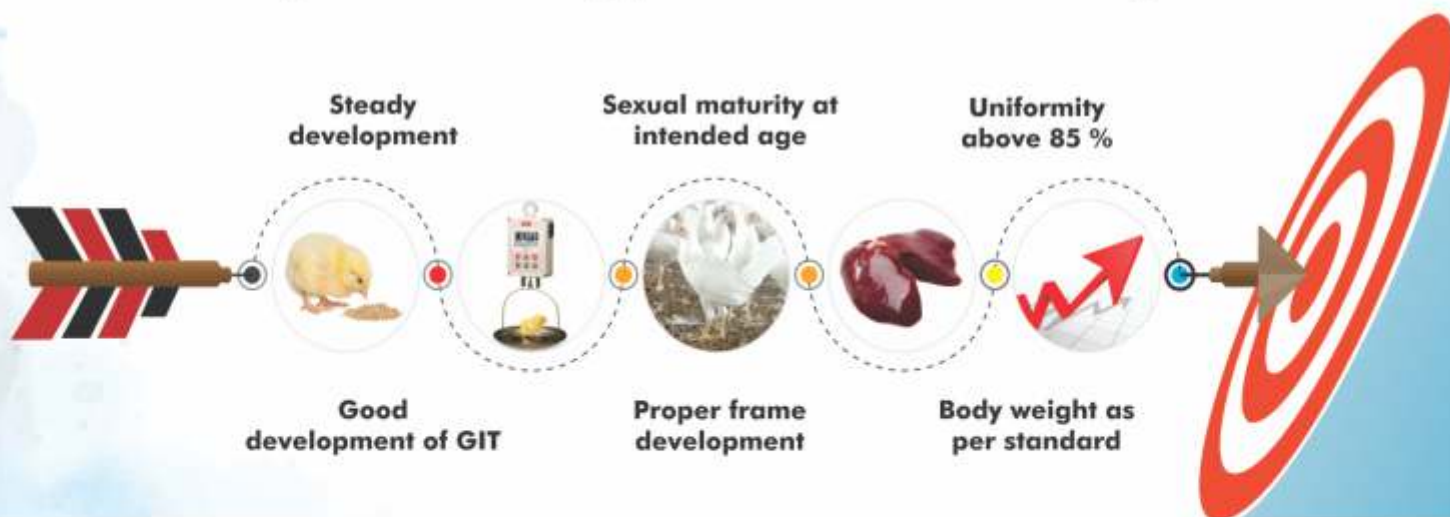 Steady
development
Sexual maturity at
intended age
Uniformity
above 85 %
Good
development of GIT
Proper frame
development
Body weight as
per standard